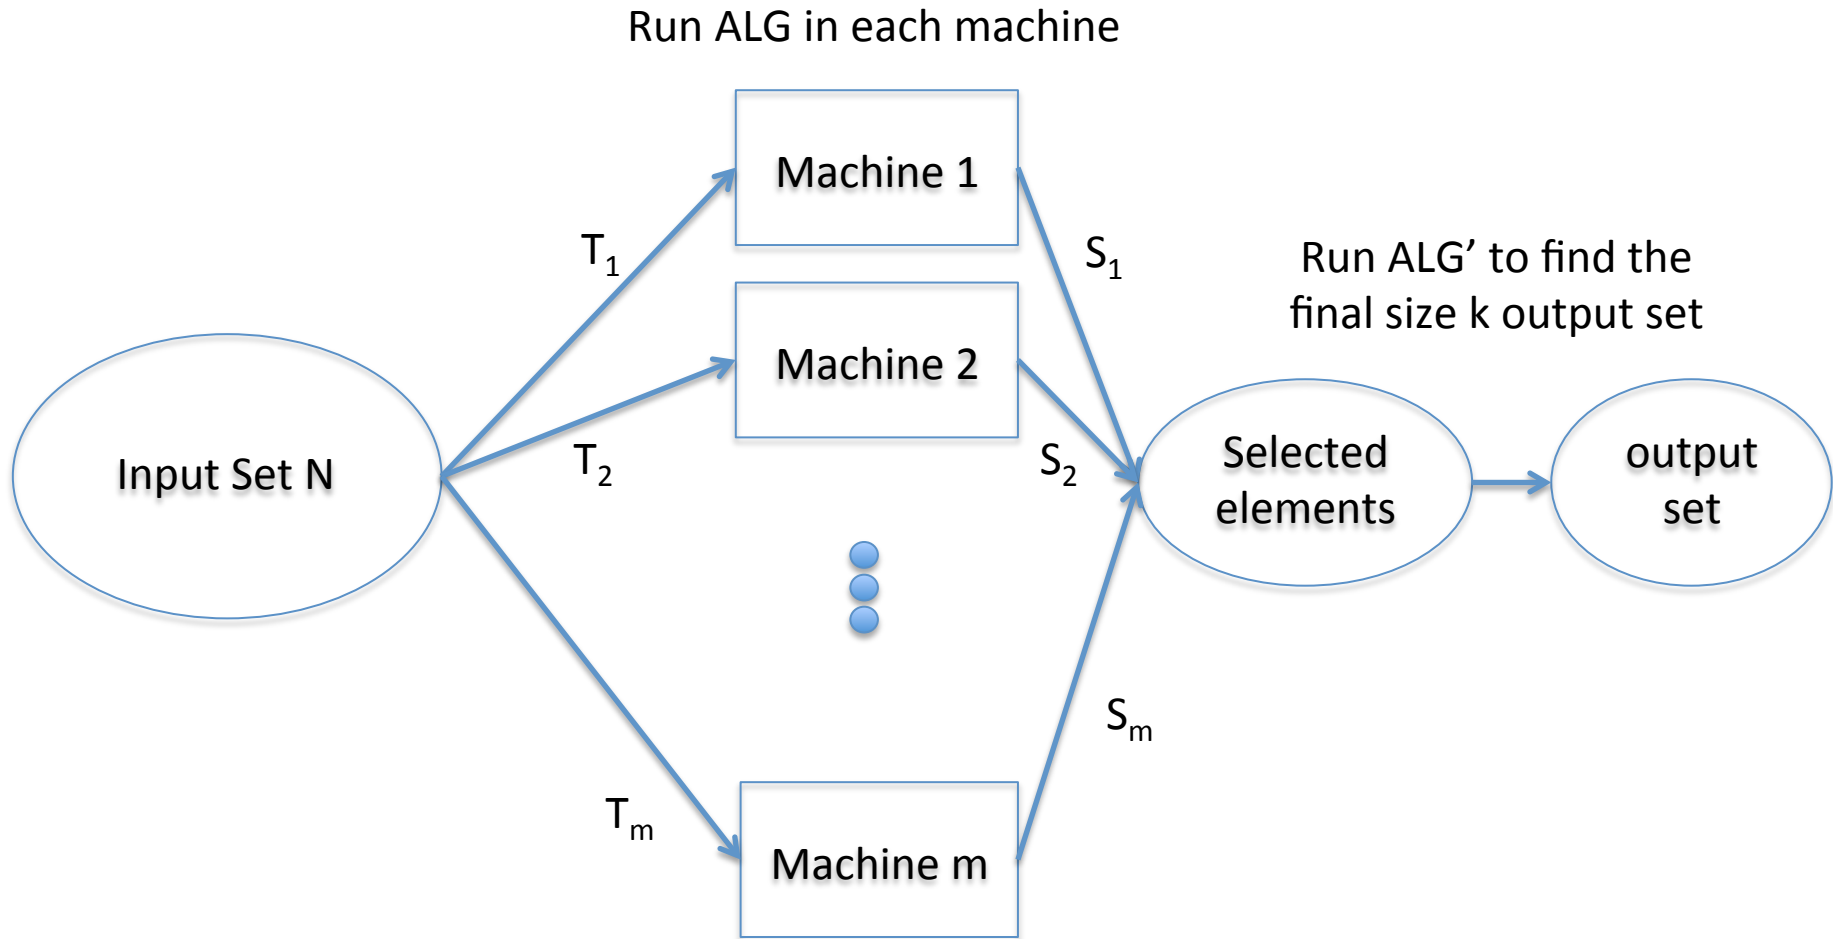 Run ALG in each machine
Machine 1
T₁
S₁
Run ALG’ to find the
final size k output set
Machine 2
T₂
S₂
Input Set N
Selected
elements
output
set
Sₘ
Tₘ
Machine m